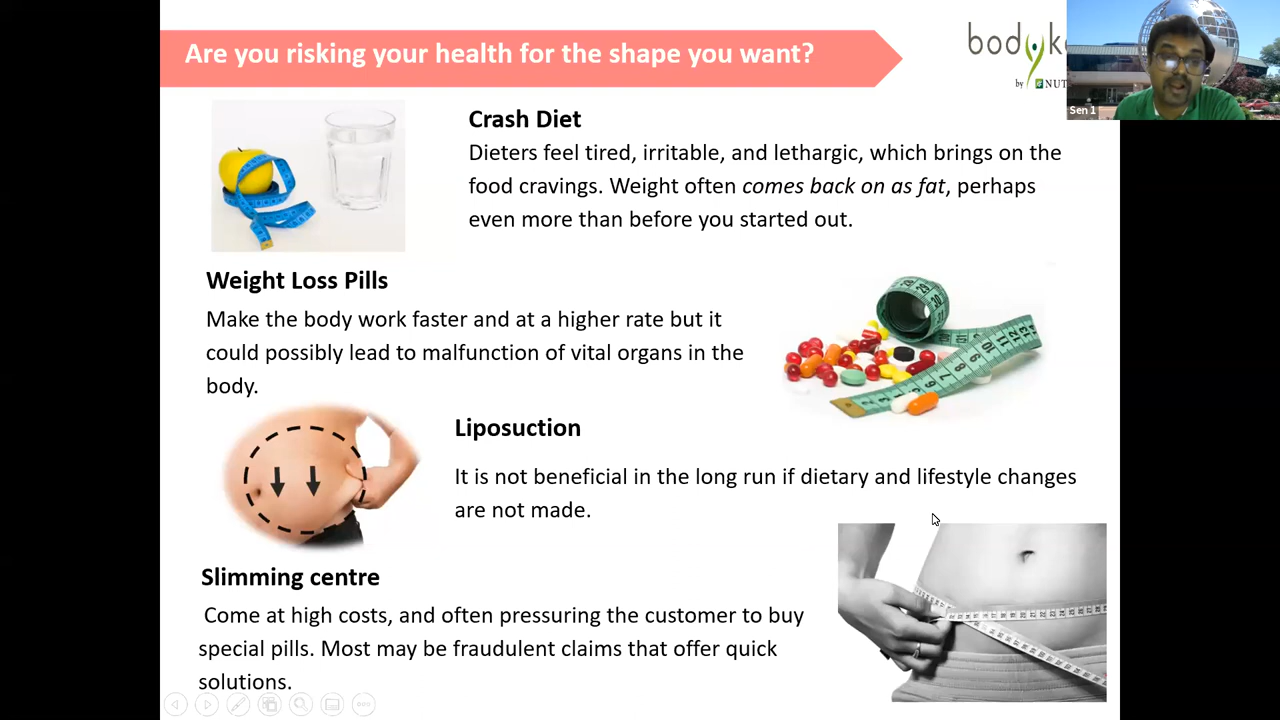 Are you risking your health for the shape you want?
by NUT
Sen 1
Crash Diet
Dieters feel tired, irritable, and lethargic, which brings on the
food cravings. Weight often comes back on as fat, perhaps
even more than before you started out.
Weight Loss Pills
Make the body work faster and at a higher rate but it
could possibly lead to malfunction of vital organs in the
body.
Liposuction
It is not beneficial in the long run if dietary and lifestyle changes
are not made.
Slimming centre
Come at high costs, and often pressuring the customer to buy
special pills. Most may be fraudulent claims that offer quick
solutions.